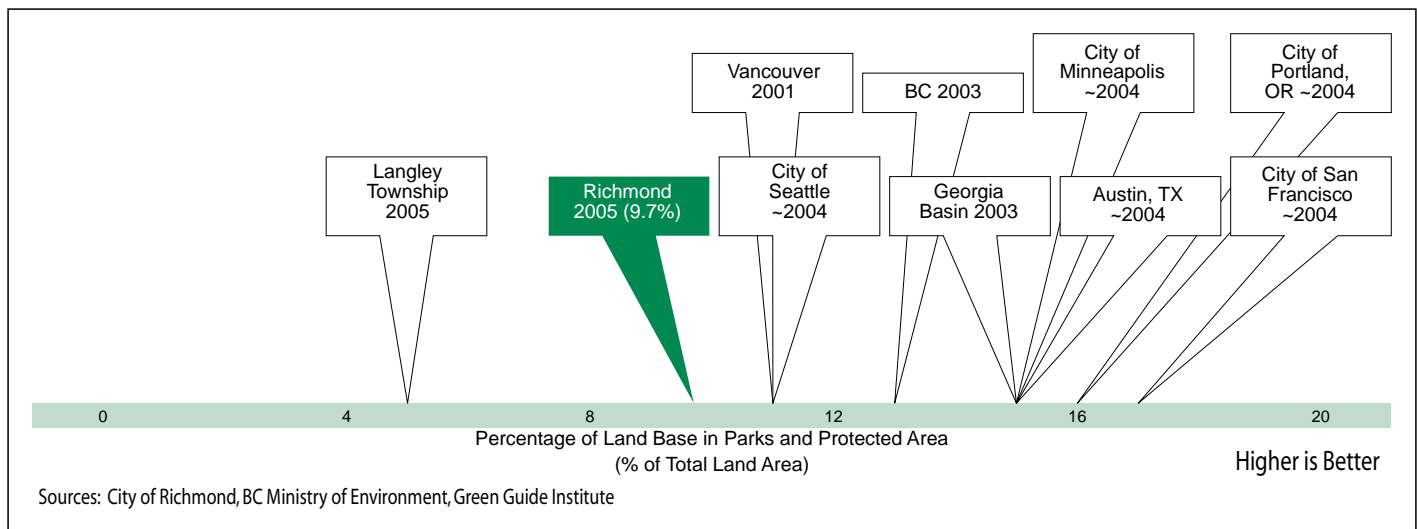 Vancouver
2001
BC 2003
City of
Minneapolis
~2004
City of
Portland,
OR ~2004
Langley
Township
2005
Richmond
2005 (9.7%)
City of
Seattle
~2004
Georgia
Basin 2003
Austin, TX
~2004
City of San
Francisco
~2004
0 4 8 12 16 20
Percentage of Land Base in Parks and Protected Area
(% of Total Land Area)
Higher is Better
Sources: City of Richmond, BC Ministry of Environment, Green Guide Institute